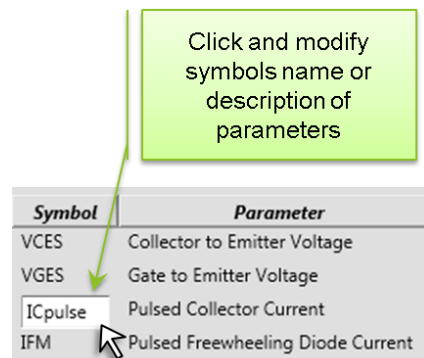 Click and modify
symbols name or
description of
parameters
Symbol Parameter
VCES Collector to Emitter Voltage
VGES Gate to Emitter Voltage
ICpulse Pulsed Collector Current
IFM Pulsed Freewheeling Diode Current